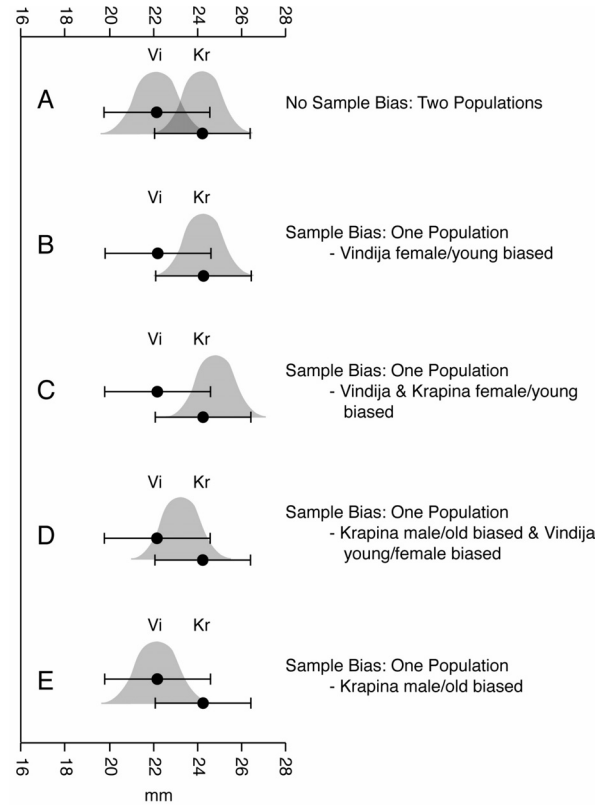 16 18 20 22 24 26 28
Vi Kr
A
No Sample Bias: Two Populations
Vi Kr
B
Sample Bias: One Population
- Vindija female/young biased
Vi Kr
C
Sample Bias: One Population
- Vindija & Krapina female/young
biased
Vi Kr
D
Sample Bias: One Population
- Krapina male/old biased & Vindija
young/female biased
Vi Kr
E
Sample Bias: One Population
- Krapina male/old biased
16 18 20 22 24 26 28
mm